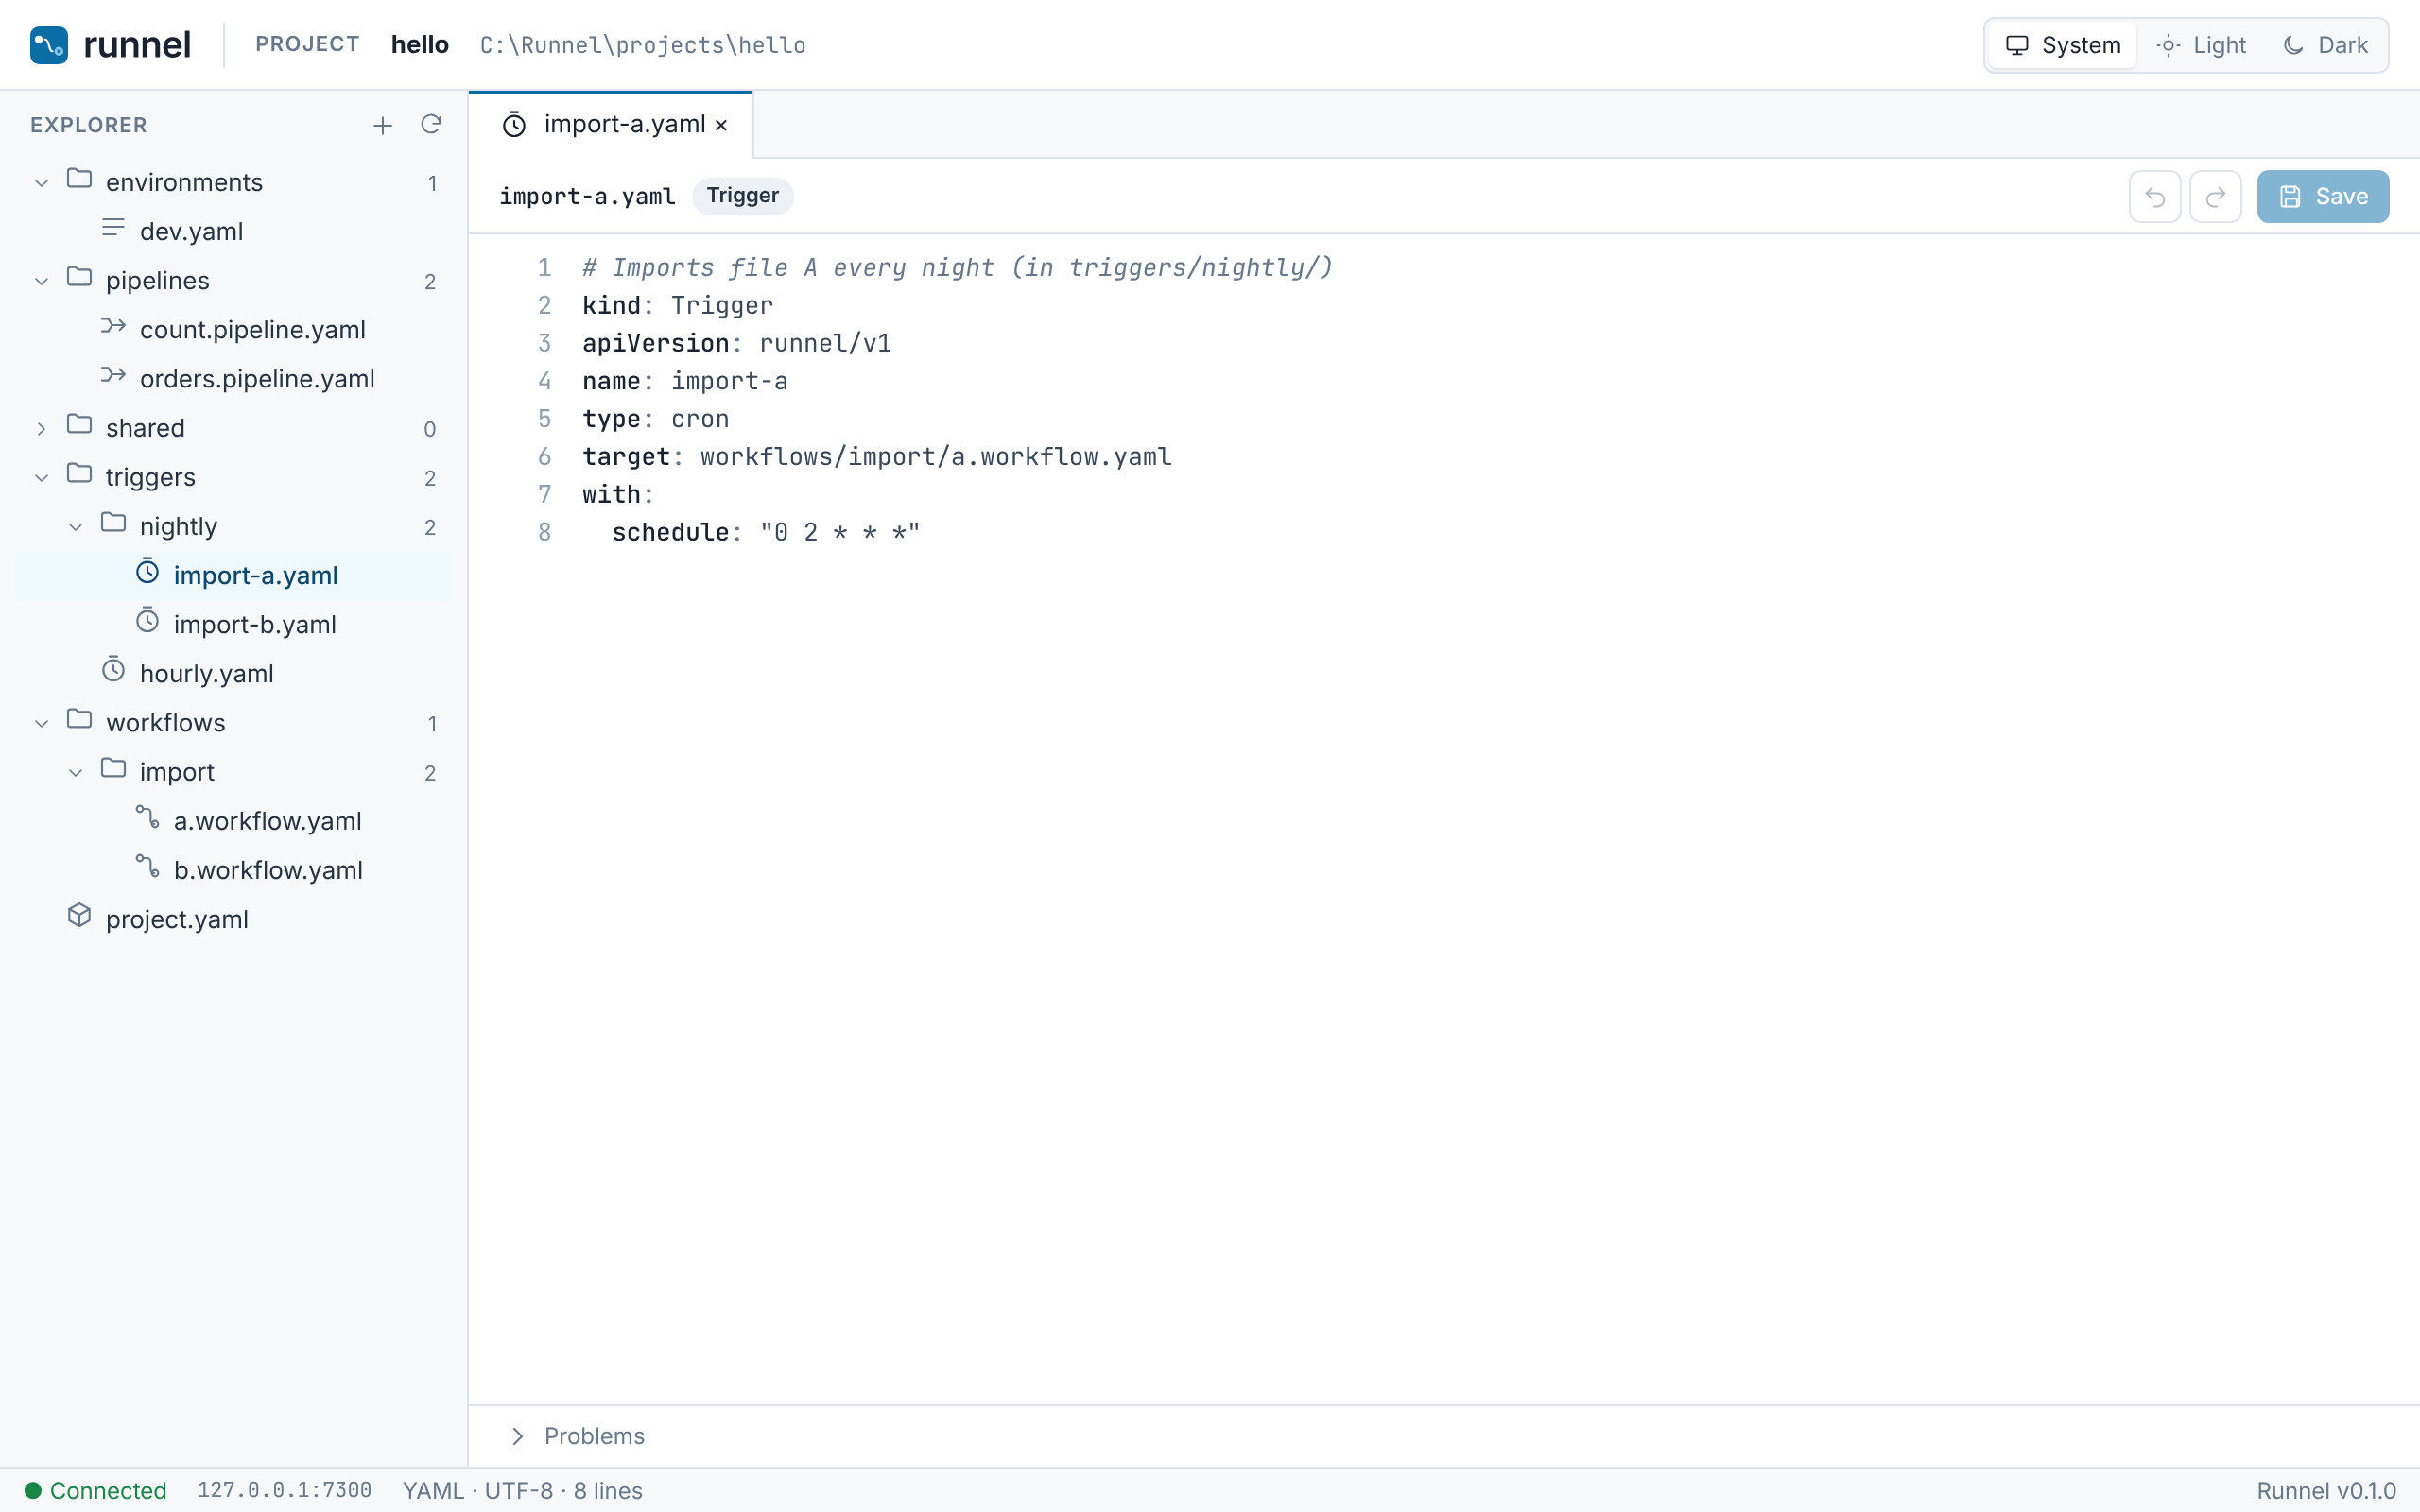 runnel PROJECT hello C:\Runnel\projects\hello System Light Dark
EXPLORER
environments 1
dev.yaml
pipelines 2
count.pipeline.yaml
orders.pipeline.yaml
shared 0
triggers 2
nightly 2
import-a.yaml
import-b.yaml
hourly.yaml
workflows 1
import 2
a.workflow.yaml
b.workflow.yaml
project.yaml
import-a.yaml ×
import-a.yaml Trigger Save
1 # Imports file A every night (in triggers/nightly/)
2 kind: Trigger
3 apiVersion: runnel/v1
4 name: import-a
5 type: cron
6 target: workflows/import/a.workflow.yaml
7 with:
8   schedule: "0 2 * * *"
Problems
Connected 127.0.0.1:7300 YAML · UTF-8 · 8 lines Runnel v0.1.0